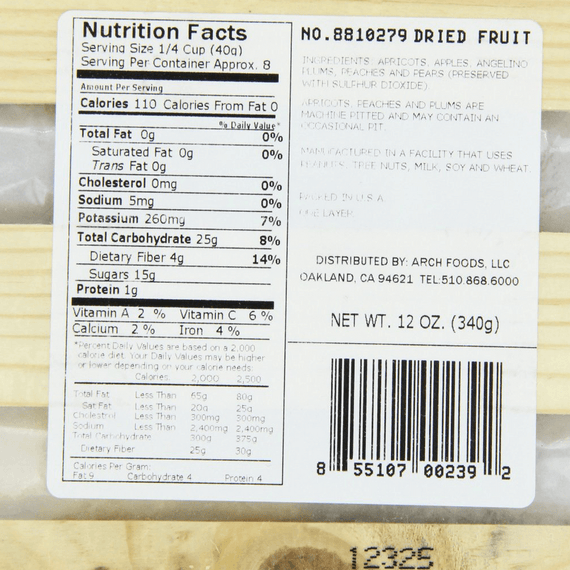 Nutrition Facts
Serving Size 1/4 Cup (40g)
Serving Per Container Approx. 8
Amount Per Serving
Calories 110 Calories From Fat 0
% Daily Value*
Total Fat 0g 0%
Saturated Fat 0g 0%
Trans Fat 0g
Cholesterol 0mg 0%
Sodium 5mg 0%
Potassium 260mg 7%
Total Carbohydrate 25g 8%
Dietary Fiber 4g 14%
Sugars 15g
Protein 1g
Vitamin A 2 % Vitamin C 6 %
Calcium 2 % Iron 4 %
*Percent Daily Values are based on a 2,000
calorie diet. Your Daily Values may be higher
or lower depending on your calorie needs:
Calories: 2,000 2,500
Total Fat Less Than 65g 80g
Sat Fat Less Than 20g 25g
Cholestrol Less Than 300mg 300mg
Sodium Less Than 2,400mg 2,400mg
Total Carbohydrate 300g 375g
Dietary Fiber 25g 30g
Calories Per Gram:
Fat 9 Carbohydrate 4 Protein 4
NO.8810279 DRIED FRUIT
INGREDIENTS: APRICOTS, APPLES, ANGELINO
PLUMS, PEACHES AND PEARS (PRESERVED
WITH SULPHUR DIOXIDE)
APRICOTS, PEACHES AND PLUMS ARE
MACHINE PITTED AND MAY CONTAIN AN
OCCASIONAL PIT.
MANUFACTURED IN A FACILITY THAT USES
PEANUTS, TREE NUTS, MILK, SOY AND WHEAT.
PACKED IN U.S.A.
ONE LAYER.
DISTRIBUTED BY: ARCH FOODS, LLC
OAKLAND, CA 94621 TEL:510.868.6000
NET WT. 12 OZ. (340g)
8 55107 00239 2
12325